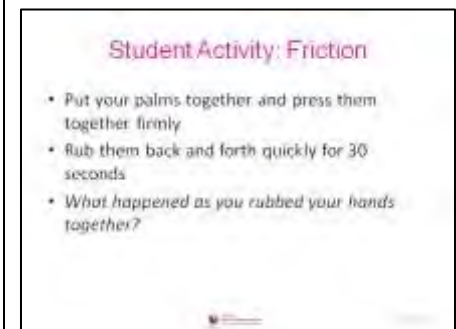 Student Activity: Friction
• Put your palms together and press them
together firmly
• Rub them back and forth quickly for 30
seconds
• What happened as you rubbed your hands
together?